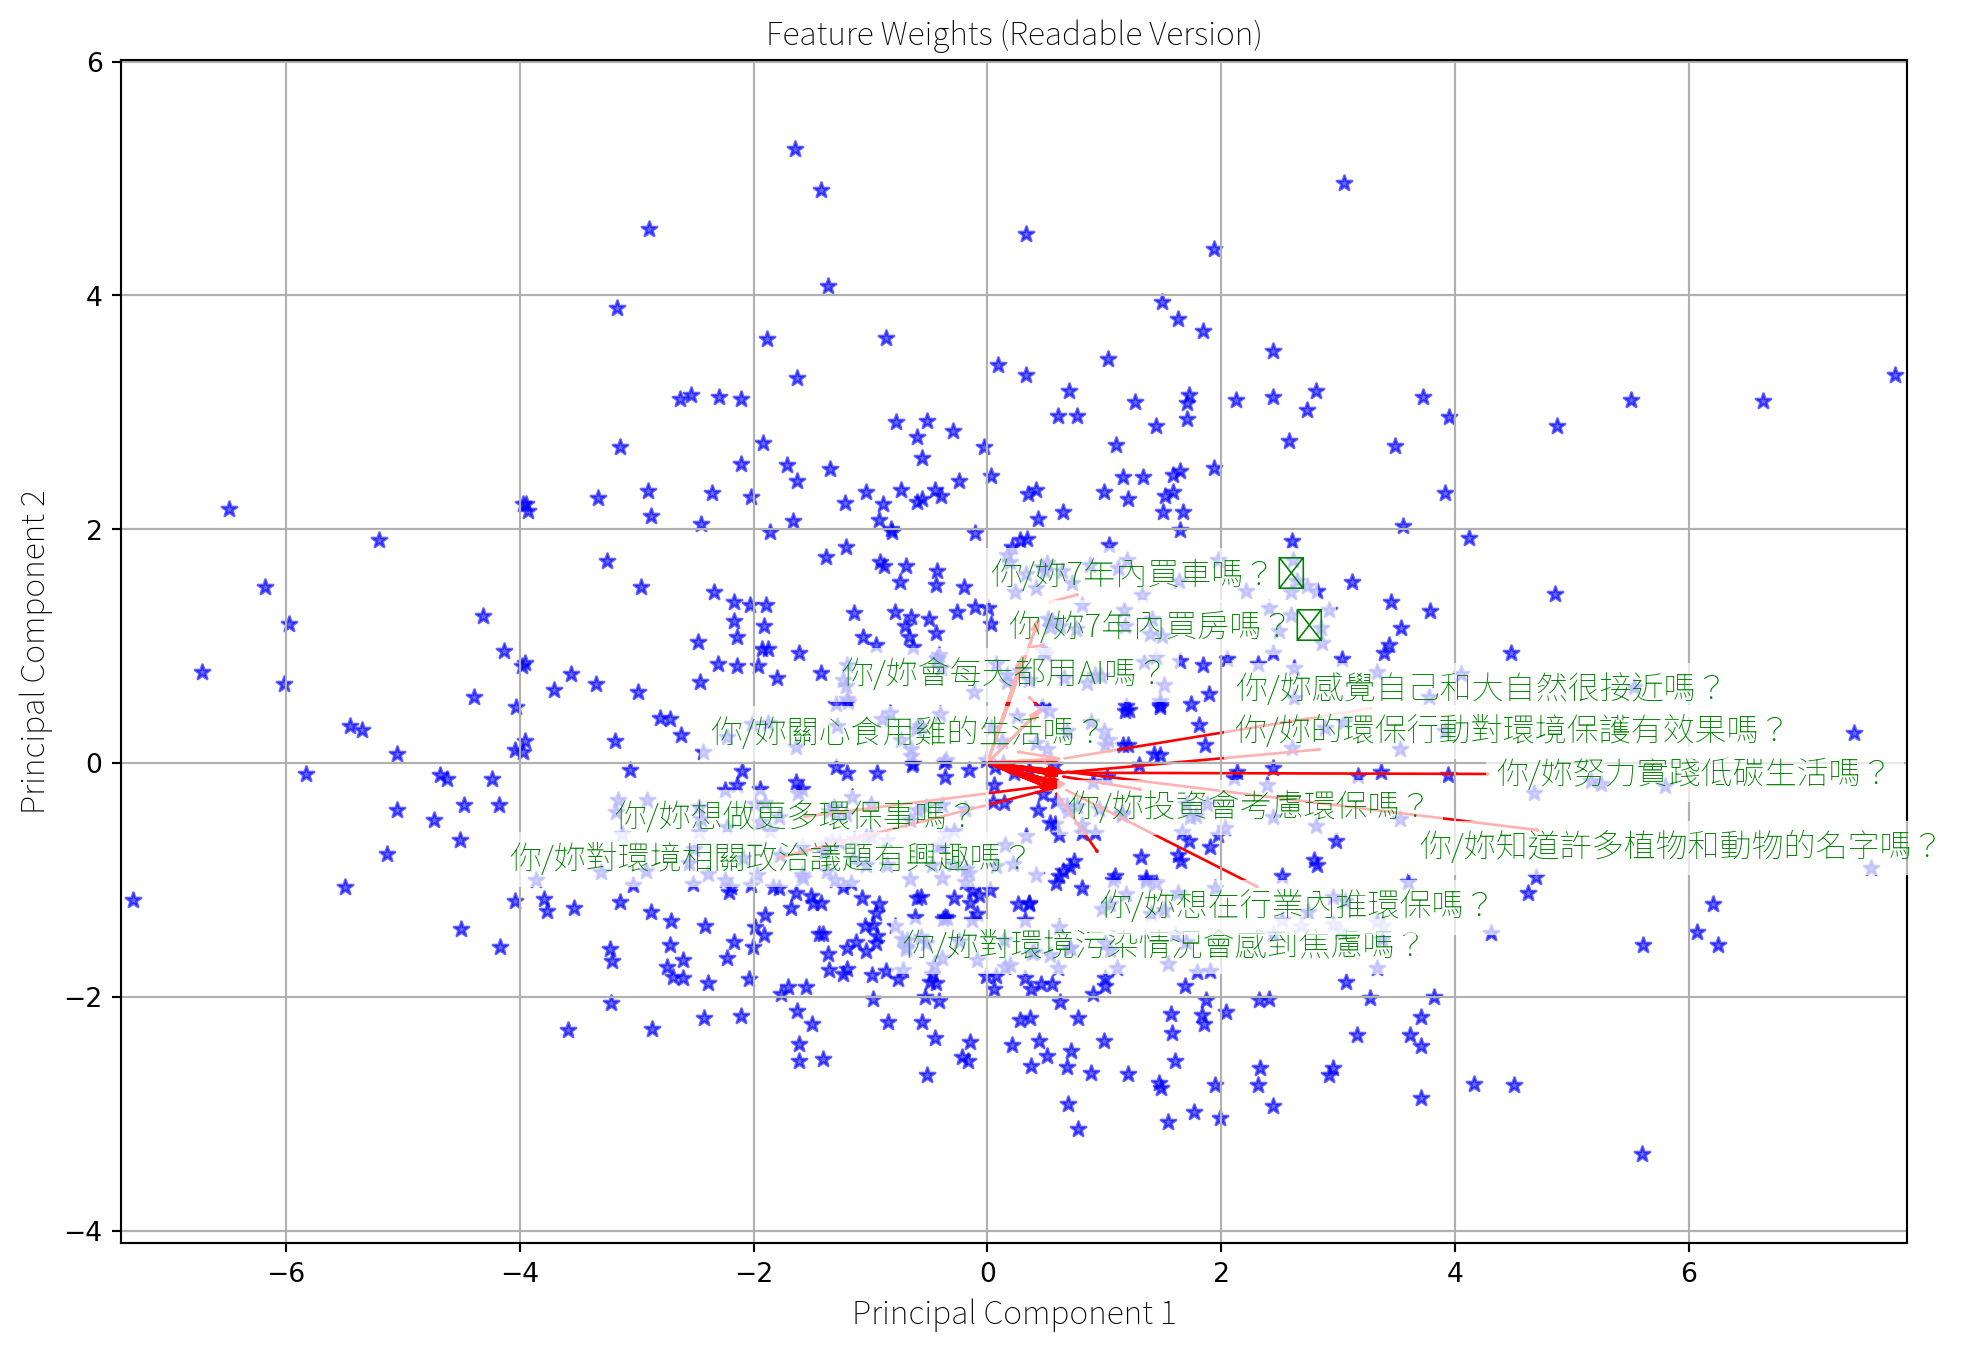 Feature Weights (Readable Version)
6
4
2
0
−2
−4
Principal Component 2
你/妳7年內買車嗎？
你/妳7年內買房嗎？
你/妳會每天都用AI嗎？
你/妳感覺自己和大自然很接近嗎？
你/妳關心食用雞的生活嗎？
你/妳的環保行動對環境保護有效果嗎？
你/妳努力實踐低碳生活嗎？
你/妳投資會考慮環保嗎？
你/妳想做更多環保事嗎？
你/妳知道許多植物和動物的名字嗎？
你/妳對環境相關政治議題有興趣嗎？
你/妳想在行業內推環保嗎？
你/妳對環境污染情況會感到焦慮嗎？
−6
−4
−2
0
2
4
6
Principal Component 1